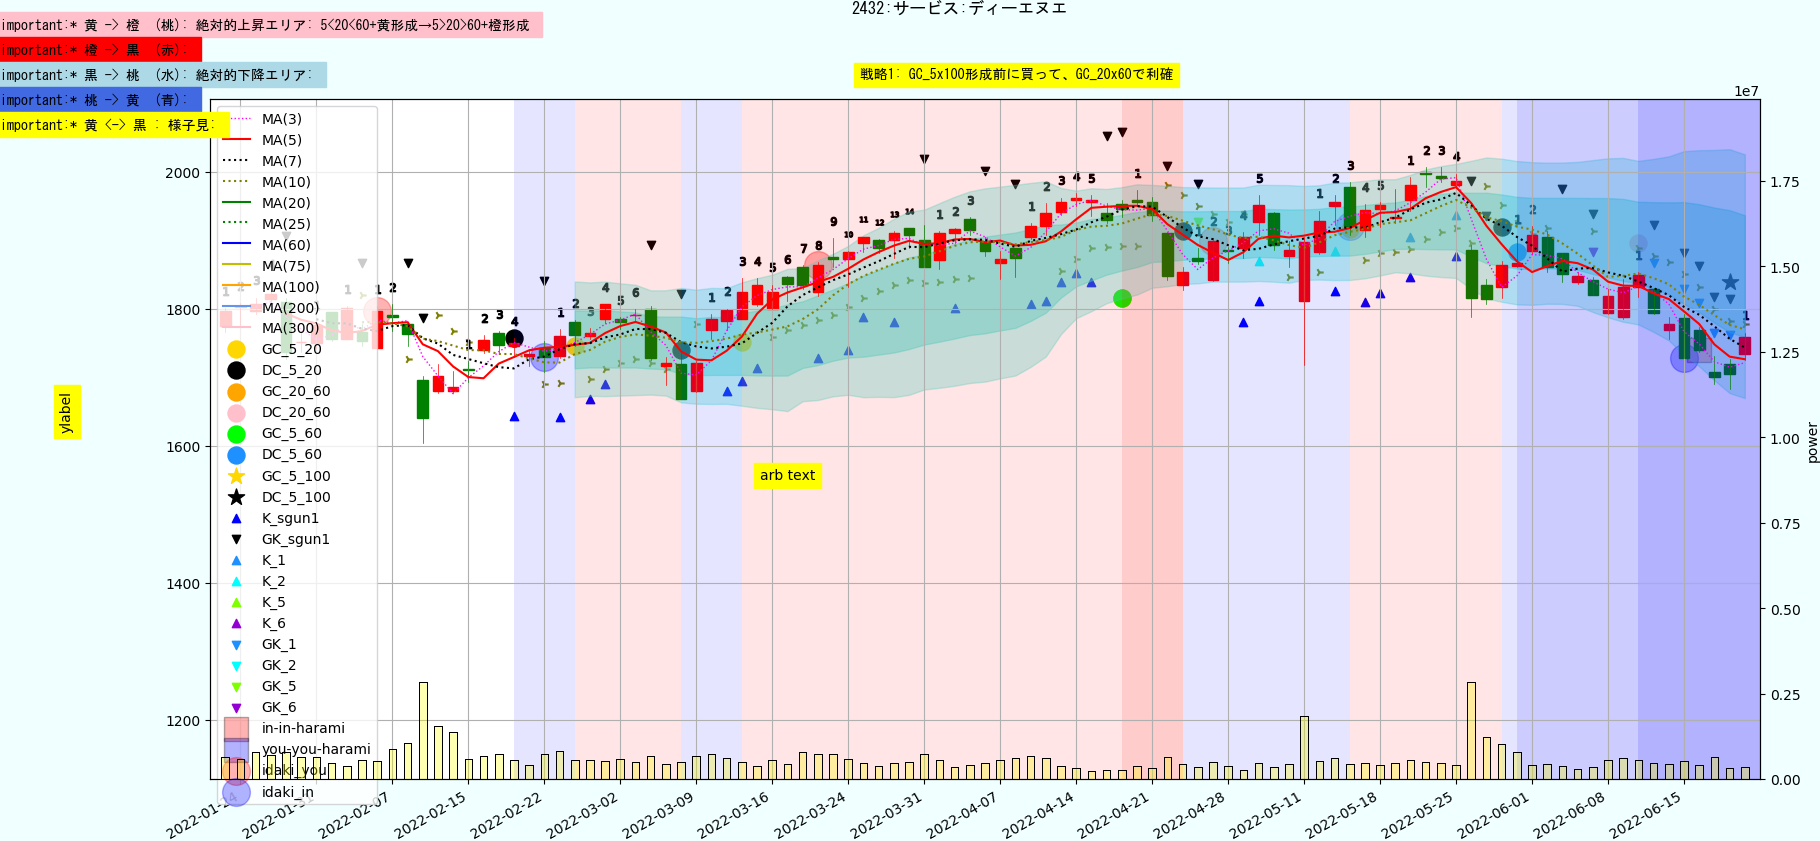 2432:サービス:ディーエヌエ
important:* 黄 -> 橙 (桃): 絶対的上昇エリア: 5<20<60+黄形成→5>20>60+橙形成
important:* 橙 -> 黒 (赤):
important:* 黒 -> 桃 (水): 絶対的下降エリア:
戦略1: GC_5x100形成前に買って、GC_20x60で利確
important:* 桃 -> 黄 (青):
important:* 黄 <-> 黒 : 様子見:
1e7
MA(3)
MA(5)
MA(7)
MA(10)
MA(20)
MA(25)
MA(60)
MA(75)
MA(100)
MA(200)
MA(300)
GC_5_20
DC_5_20
GC_20_60
DC_20_60
GC_5_60
DC_5_60
GC_5_100
DC_5_100
K_sgun1
GK_sgun1
K_1
K_2
K_5
K_6
GK_1
GK_2
GK_5
GK_6
in-in-harami
you-you-harami
idaki_you
idaki_in
2000
1800
1600
1400
1200
ylabel
arb text
1.75
1.50
1.25
1.00
0.75
0.50
0.25
0.00
power
2022-01-24
2022-01-31
2022-02-07
2022-02-15
2022-02-22
2022-03-02
2022-03-09
2022-03-16
2022-03-24
2022-03-31
2022-04-07
2022-04-14
2022-04-21
2022-04-28
2022-05-11
2022-05-18
2022-05-25
2022-06-01
2022-06-08
2022-06-15